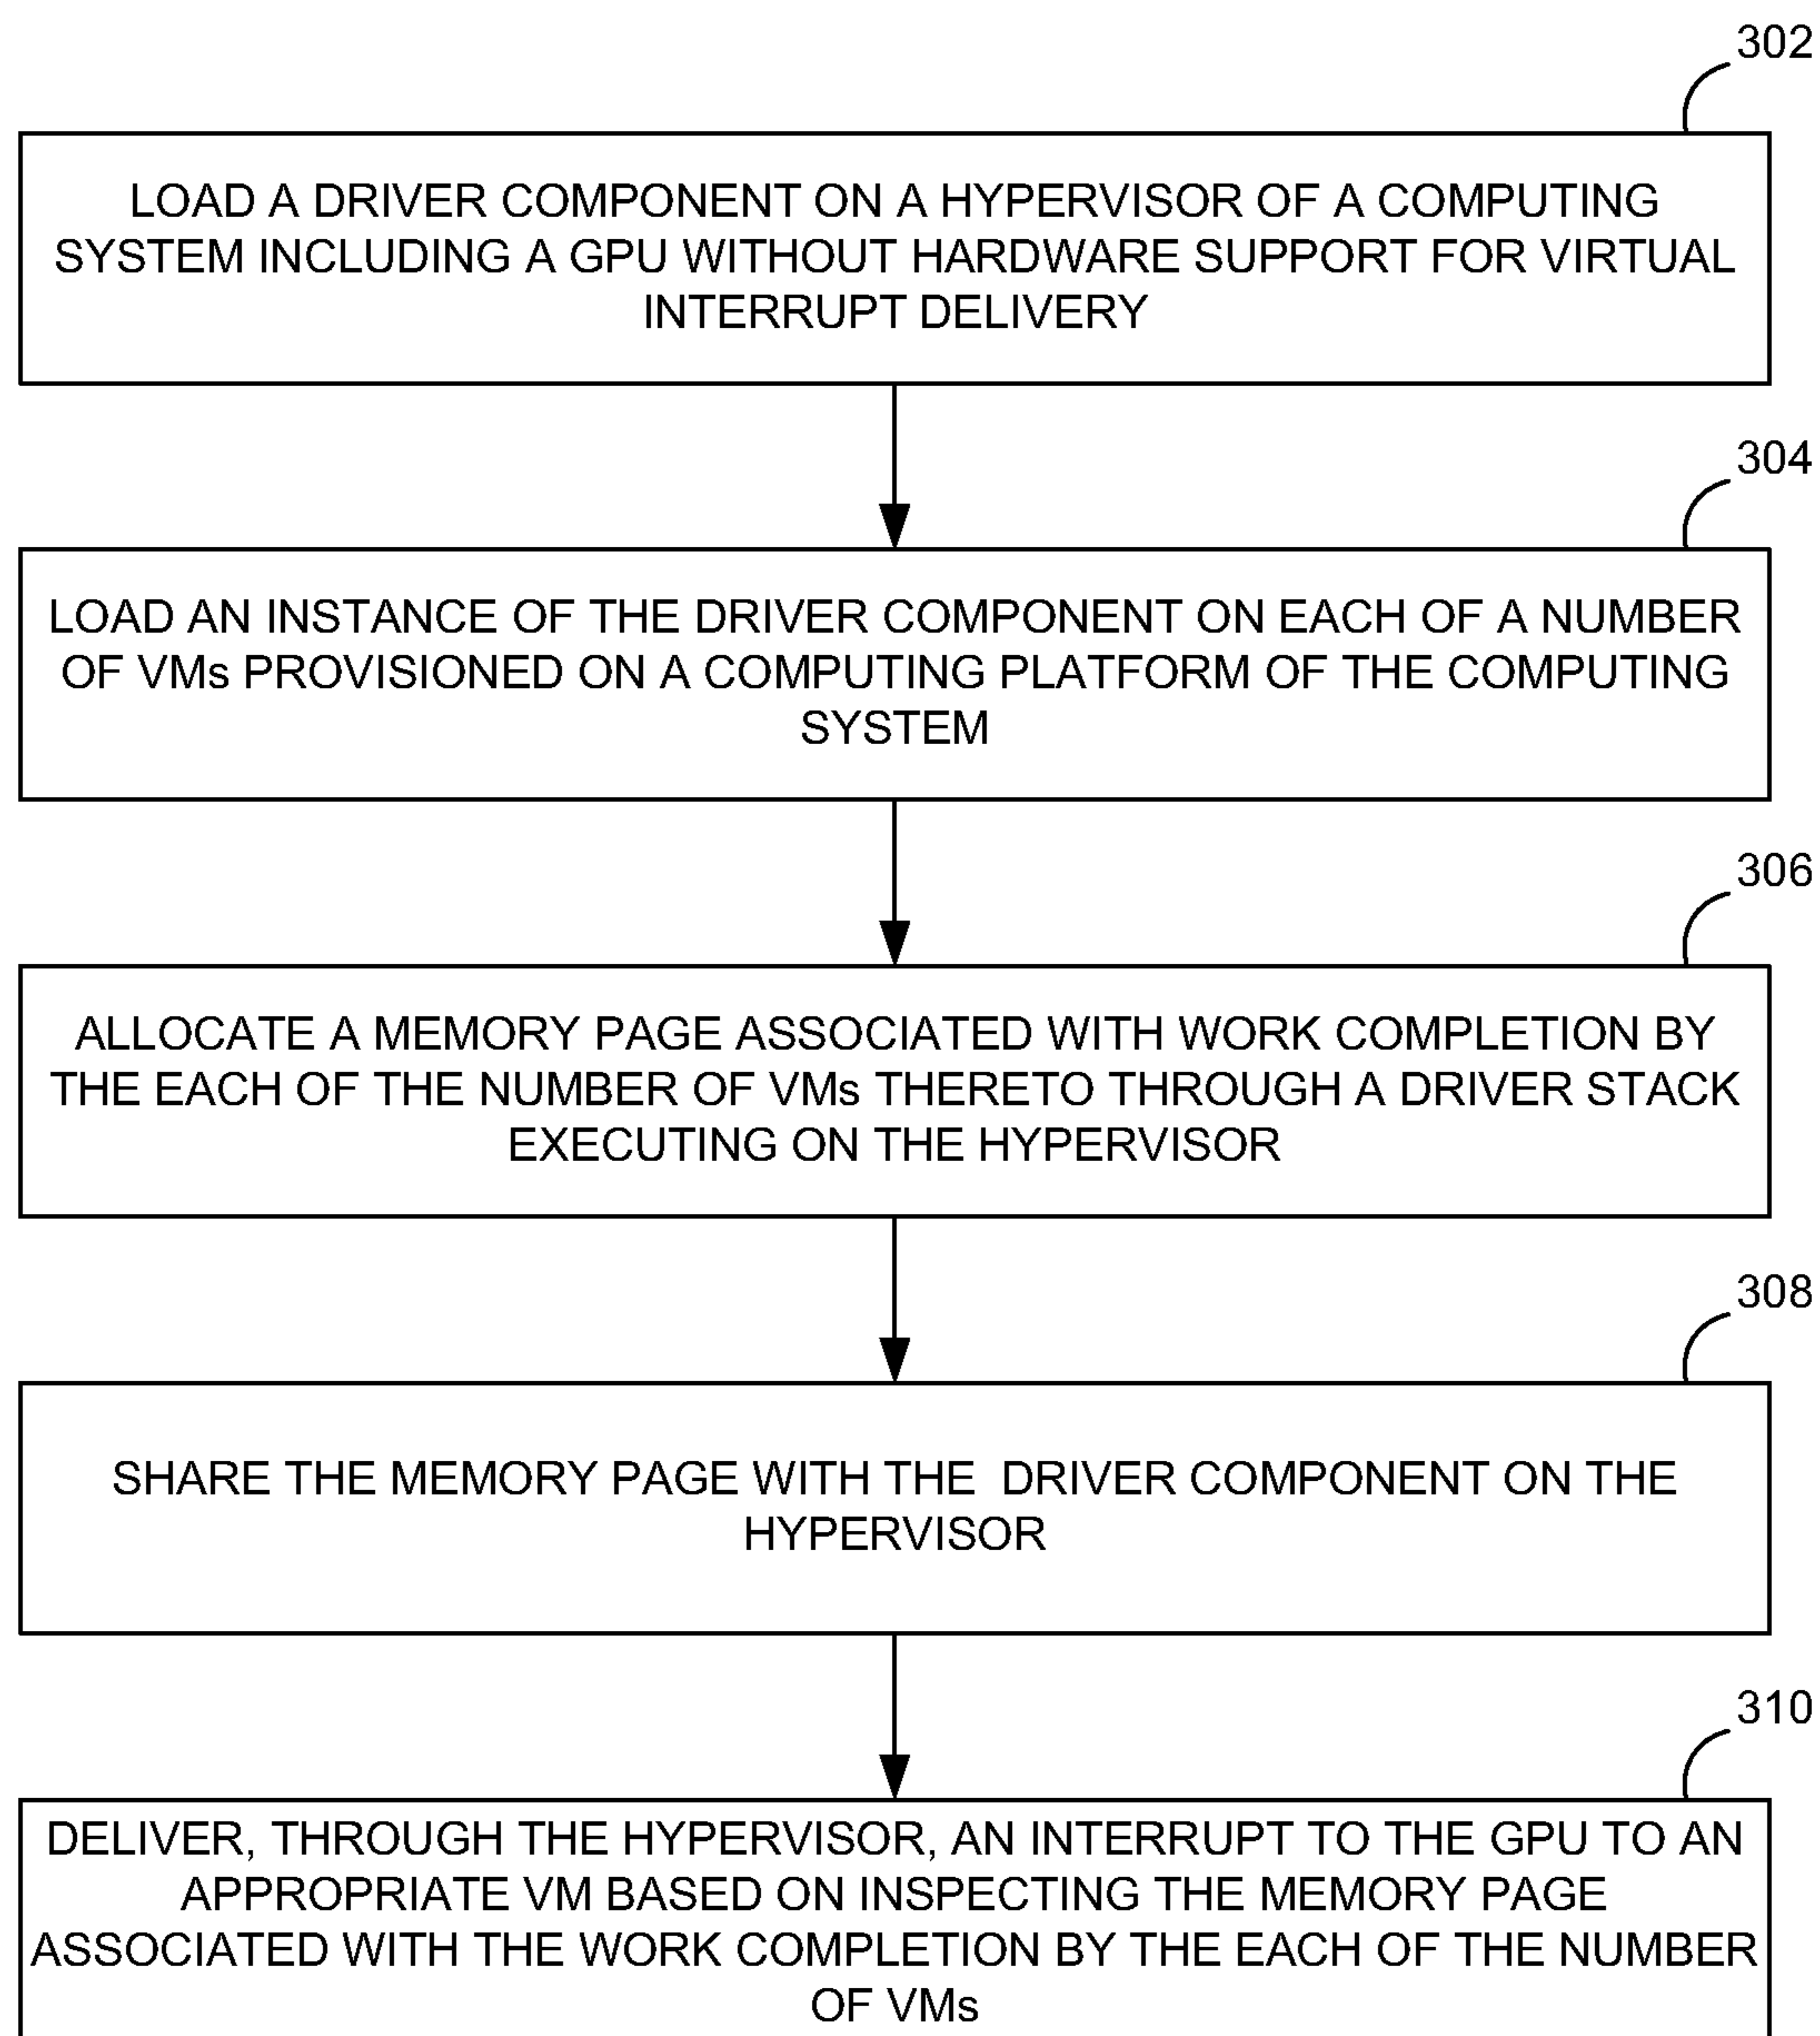 302
LOAD A DRIVER COMPONENT ON A HYPERVISOR OF A COMPUTING
SYSTEM INCLUDING A GPU WITHOUT HARDWARE SUPPORT FOR VIRTUAL
INTERRUPT DELIVERY
304
LOAD AN INSTANCE OF THE DRIVER COMPONENT ON EACH OF A NUMBER
OF VMs PROVISIONED ON A COMPUTING PLATFORM OF THE COMPUTING
SYSTEM
306
ALLOCATE A MEMORY PAGE ASSOCIATED WITH WORK COMPLETION BY
THE EACH OF THE NUMBER OF VMs THERETO THROUGH A DRIVER STACK
EXECUTING ON THE HYPERVISOR
308
SHARE THE MEMORY PAGE WITH THE DRIVER COMPONENT ON THE
HYPERVISOR
310
DELIVER, THROUGH THE HYPERVISOR, AN INTERRUPT TO THE GPU TO AN
APPROPRIATE VM BASED ON INSPECTING THE MEMORY PAGE
ASSOCIATED WITH THE WORK COMPLETION BY THE EACH OF THE NUMBER
OF VMs